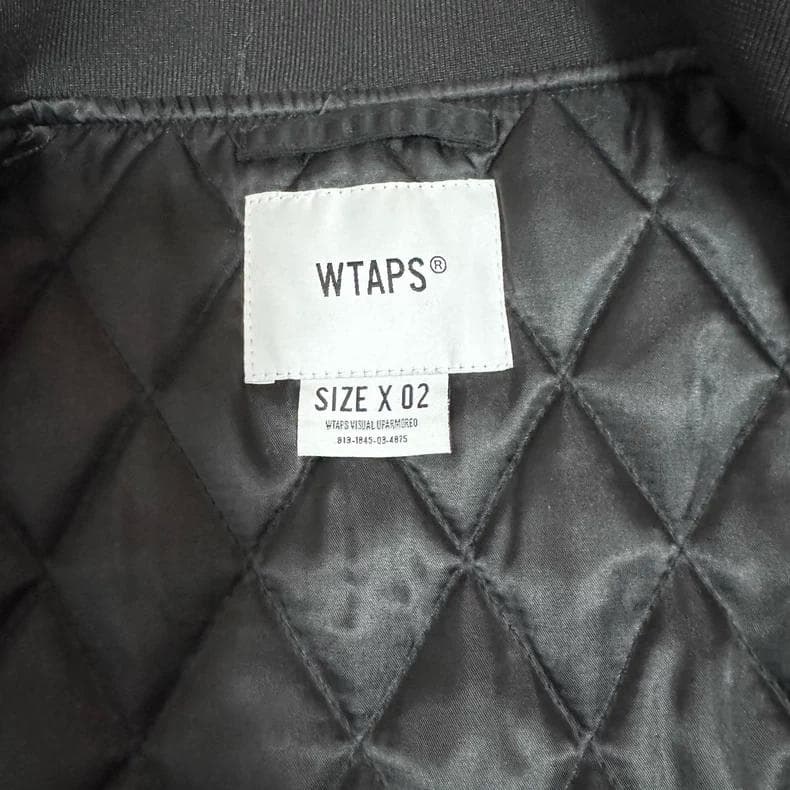 WTAPS®
SIZE X 02
WTAPS VISUAL UPARMORED
813-1845-03-4875